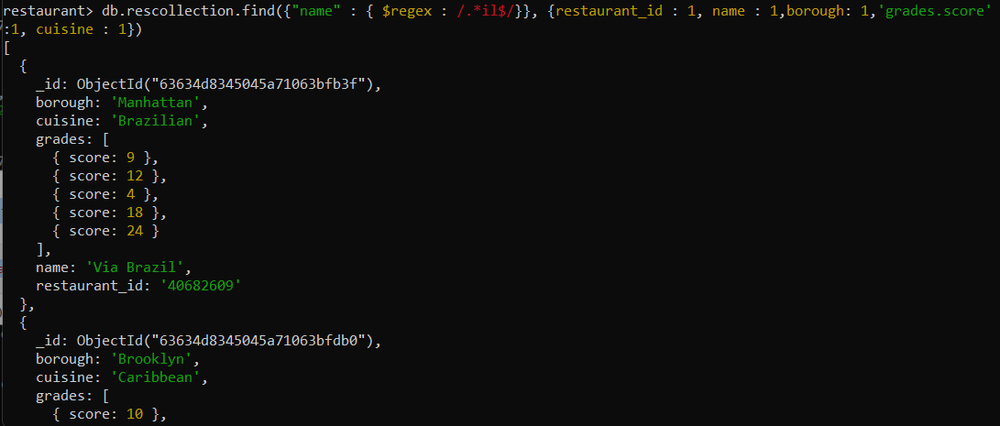 restaurant> db.rescollection.find({"name" : { $regex : /.*il$/}}, {restaurant_id : 1, name : 1,borough: 1,'grades.score'
:1, cuisine : 1})
[
  {
    _id: ObjectId("63634d8345045a71063bfb3f"),
    borough: 'Manhattan',
    cuisine: 'Brazilian',
    grades: [
      { score: 9 },
      { score: 12 },
      { score: 4 },
      { score: 18 },
      { score: 24 }
    ],
    name: 'Via Brazil',
    restaurant_id: '40682609'
  },
  {
    _id: ObjectId("63634d8345045a71063bfdb0"),
    borough: 'Brooklyn',
    cuisine: 'Caribbean',
    grades: [
      { score: 10 },